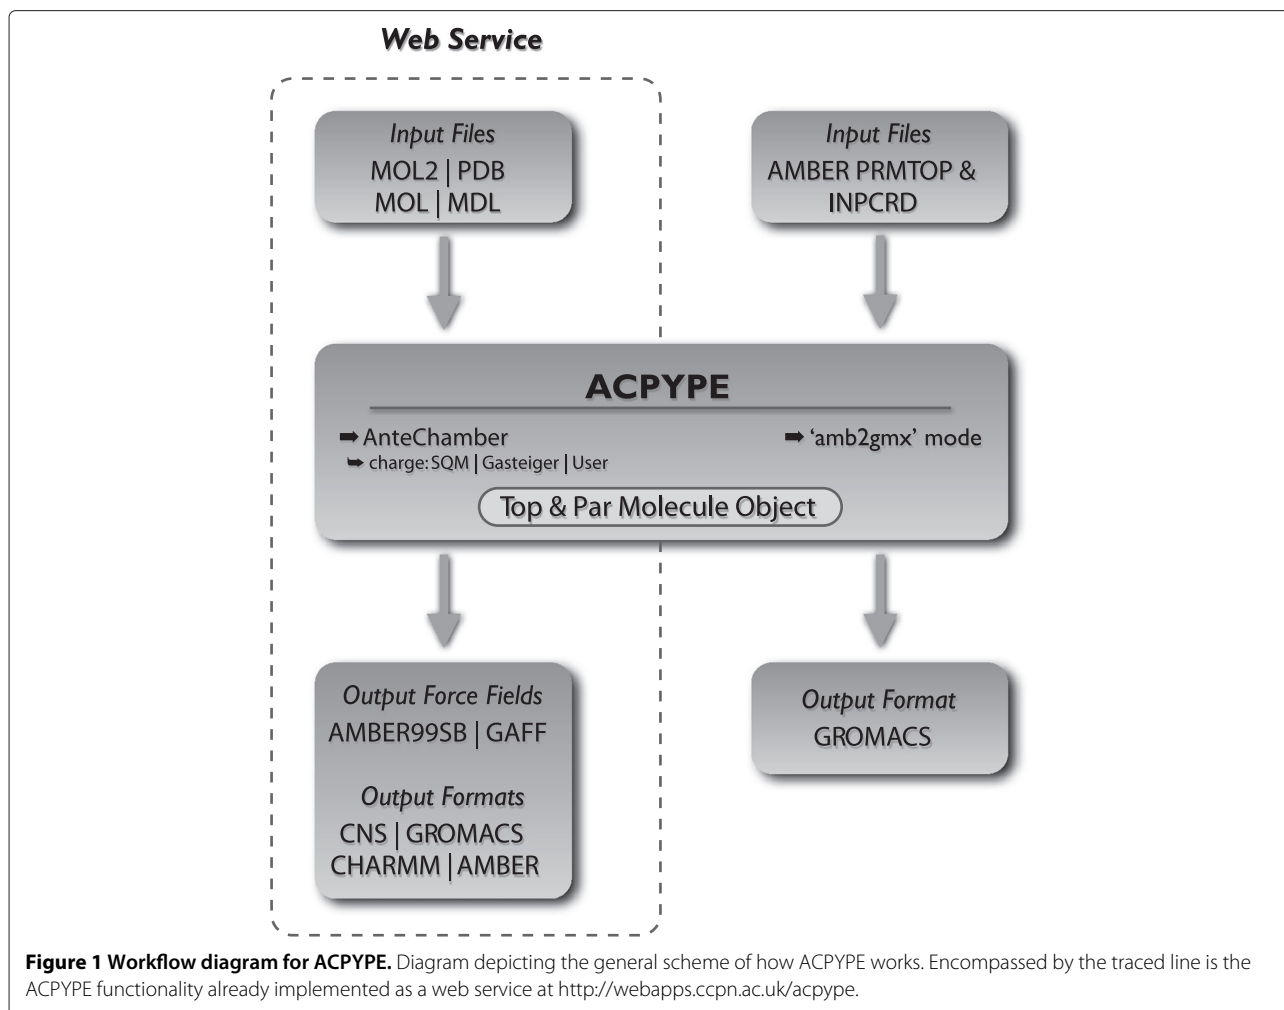 Web Service
Input Files
MOL2 | PDB
MOL | MDL
Input Files
AMBER PRMTOP &
INPCRD
ACPYPE
➡ AnteChamber
➥ charge: SQM | Gasteiger | User
➡ ‘amb2gmx’ mode
Top & Par Molecule Object
Output Force Fields
AMBER99SB | GAFF
Output Formats
CNS | GROMACS
CHARMM | AMBER
Output Format
GROMACS
Figure 1 Workflow diagram for ACPYPE. Diagram depicting the general scheme of how ACPYPE works. Encompassed by the traced line is the
ACPYPE functionality already implemented as a web service at http://webapps.ccpn.ac.uk/acpype.